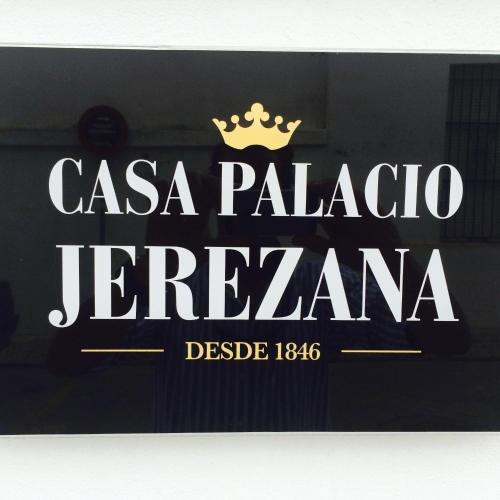 CASA PALACIO
JEREZANA
DESDE 1846